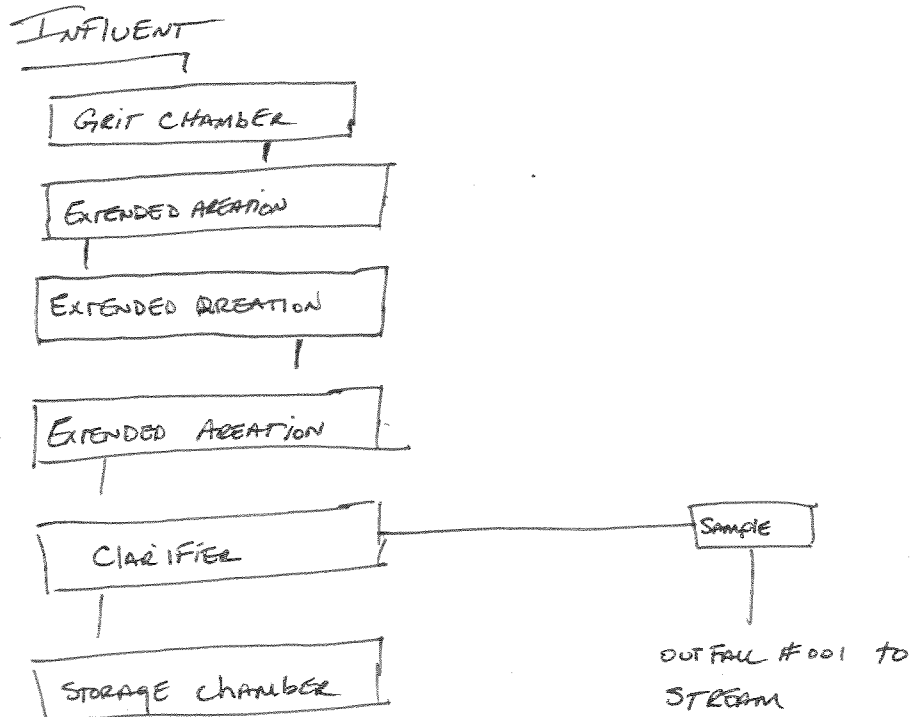 INFLUENT
GRIT CHAMBER
EXTENDED AREATION
EXTENDED AREATION
EXTENDED AREATION
CLARIFIER
SAMPLE
STORAGE CHAMBER
OUTFALL #001 to
STREAM